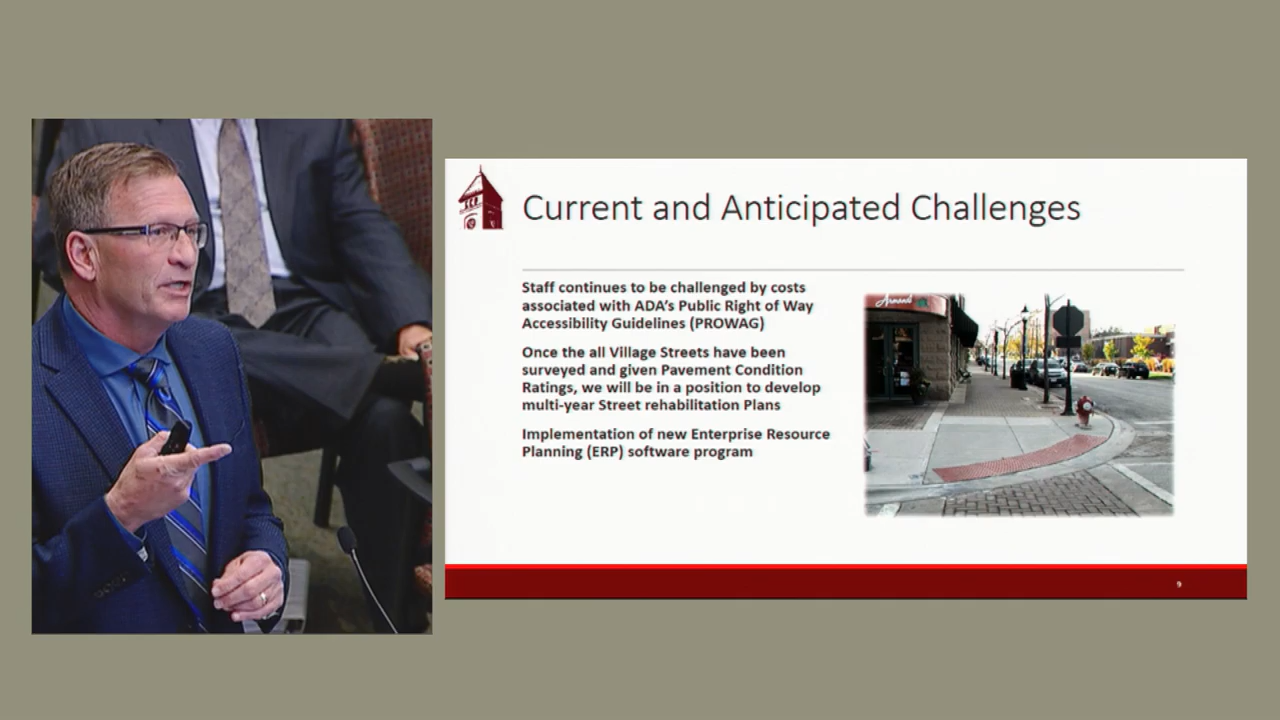 Current and Anticipated Challenges
Staff continues to be challenged by costs
associated with ADA's Public Right of Way
Accessibility Guidelines (PROWAG)
Once the all Village Streets have been
surveyed and given Pavement Condition
Ratings, we will be in a position to develop
multi-year Street rehabilitation Plans
Implementation of new Enterprise Resource
Planning (ERP) software program
Armand
9